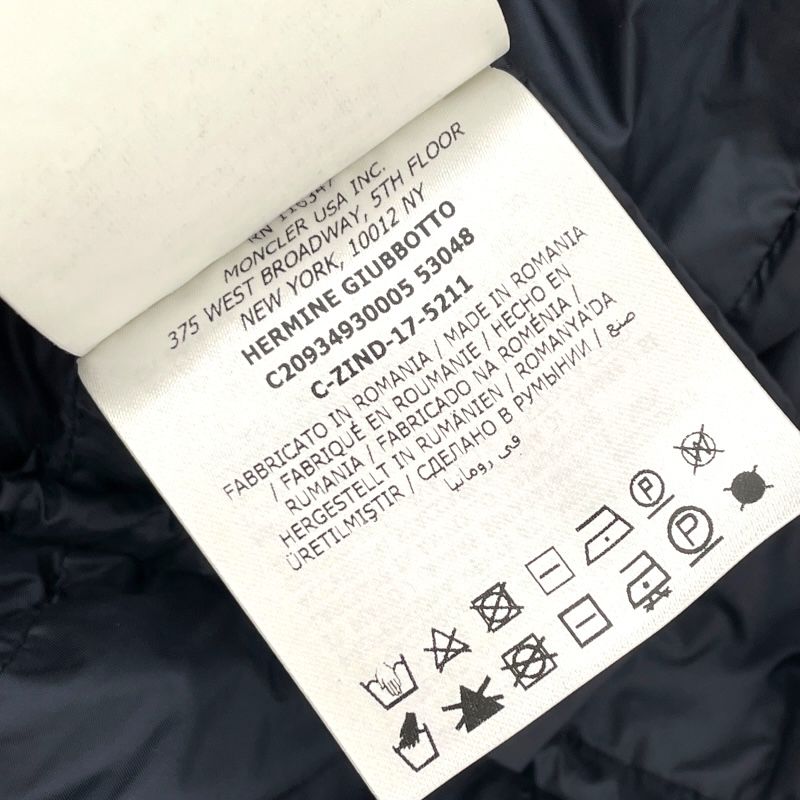 RN 116347
MONCLER USA INC.
375 WEST BROADWAY, 5TH FLOOR
NEW YORK, 10012 NY
HERMINE GIUBBOTTO
C20934930005 53048
C-ZIND-17-5211
FABBRICATO IN ROMANIA / MADE IN ROMANIA
/ FABRIQUÉ EN ROUMANIE / HECHO EN
RUMANIA / FABRICADO NA ROMÉNIA /
HERGESTELLT IN RUMÄNIEN / ROMANYA'DA
ÜRETILMIŞTIR / СДЕЛАНО В РУМЫНИИ / صنع
في رومانيا
P
W
P